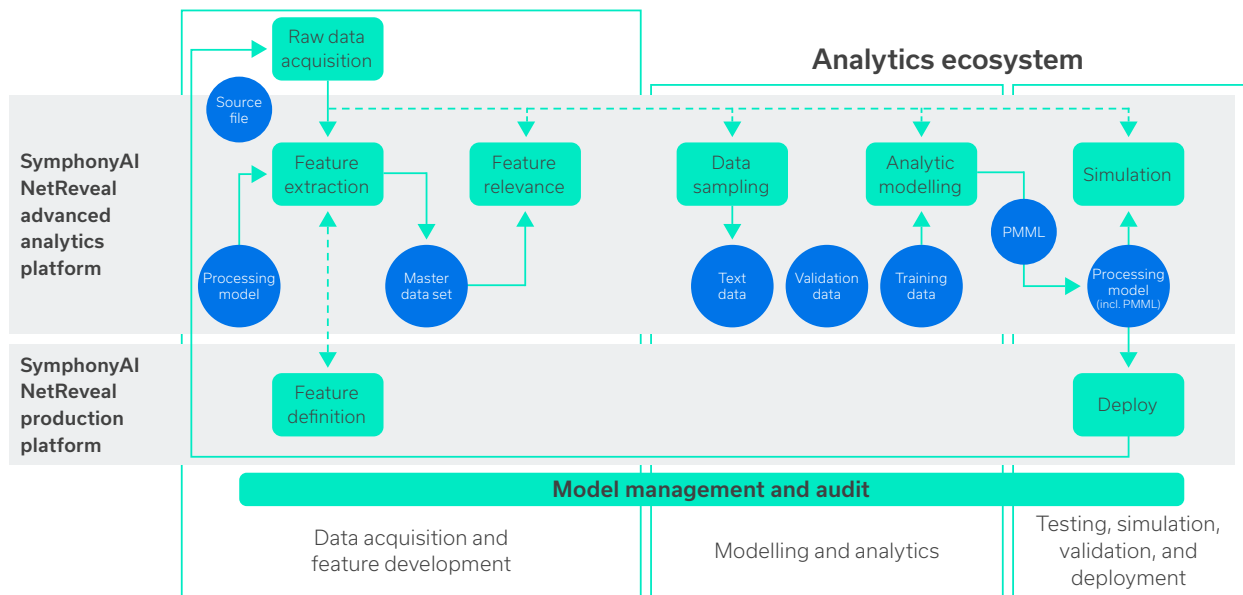 Raw data
acquisition
Analytics ecosystem
Source
file
SymphonyAI
NetReveal
advanced
analytics
platform
Feature
extraction
Feature
relevance
Data
sampling
Analytic
modelling
Simulation
PMML
Processing
model
Master
data set
Text
data
Validation
data
Training
data
Processing
model
(incl. PMML)
SymphonyAI
NetReveal
production
platform
Feature
definition
Deploy
Model management and audit
Data acquisition and
feature development
Modelling and analytics
Testing, simulation,
validation, and
deployment